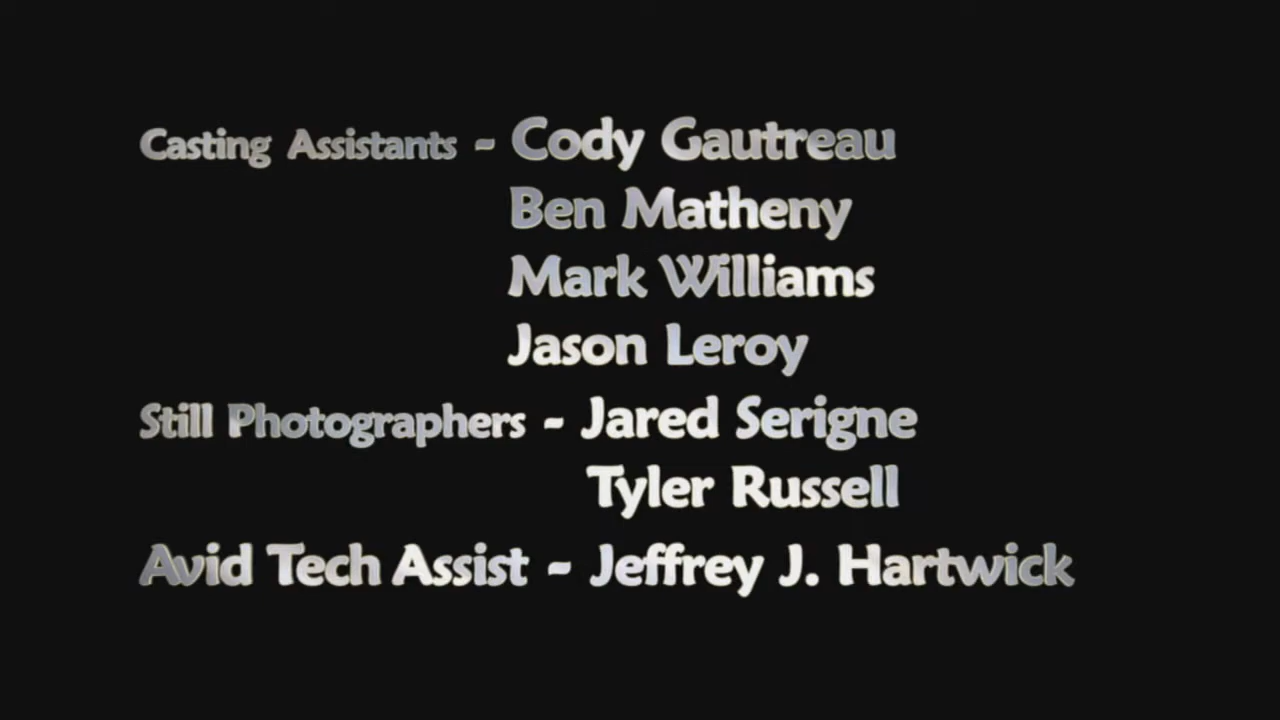 Casting Assistants - Cody Gautreau
Ben Matheny
Mark Williams
Jason Leroy
Still Photographers - Jared Serigne
Tyler Russell
Avid Tech Assist - Jeffrey J. Hartwick